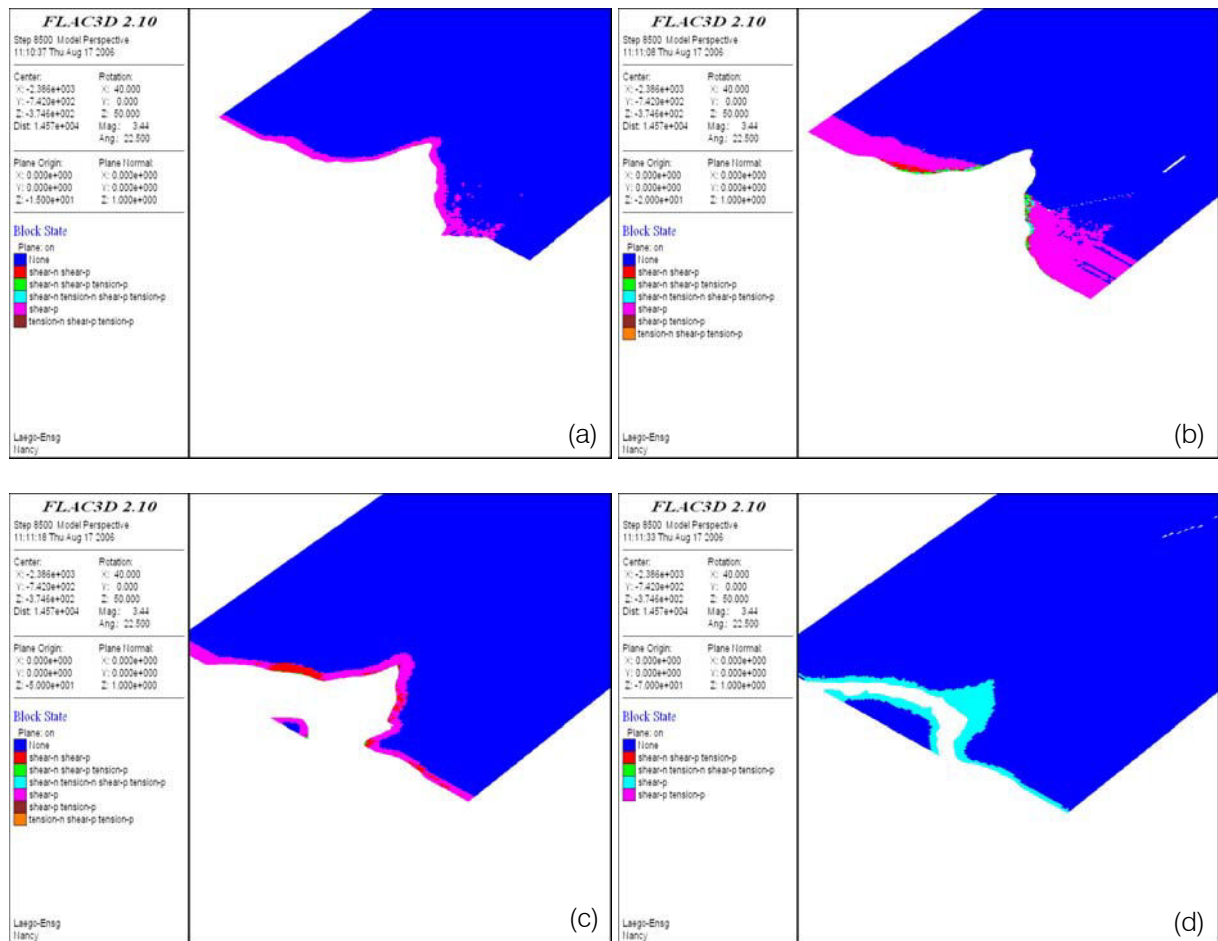 FLAC3D 2.10
Step 8500 Model Perspective
11:10:37 Thu Aug 17 2006
Center: Rotation:
X: -2.386e+003 X: 40.000
Y: -7.420e+002 Y: 0.000
Z: -3.746e+002 Z: 50.000
Dist: 1.457e+004 Mag.: 3.44
Ang.: 22.500
Plane Origin: Plane Normal:
X: 0.000e+000 X: 0.000e+000
Y: 0.000e+000 Y: 0.000e+000
Z: -1.500e+001 Z: 1.000e+000
Block State
Plane: on
None
shear-n shear-p
shear-n shear-p tension-p
shear-n tension-n shear-p tension-p
shear-p
tension-n shear-p tension-p
Laego-Ensg
Nancy
(a)
FLAC3D 2.10
Step 8500 Model Perspective
11:11:08 Thu Aug 17 2006
Center: Rotation:
X: -2.386e+003 X: 40.000
Y: -7.420e+002 Y: 0.000
Z: -3.746e+002 Z: 50.000
Dist: 1.457e+004 Mag.: 3.44
Ang.: 22.500
Plane Origin: Plane Normal:
X: 0.000e+000 X: 0.000e+000
Y: 0.000e+000 Y: 0.000e+000
Z: -2.000e+001 Z: 1.000e+000
Block State
Plane: on
None
shear-n shear-p
shear-n shear-p tension-p
shear-n tension-n shear-p tension-p
shear-p
shear-p tension-p
tension-n shear-p tension-p
Laego-Ensg
Nancy
(b)
FLAC3D 2.10
Step 8500 Model Perspective
11:11:18 Thu Aug 17 2006
Center: Rotation:
X: -2.386e+003 X: 40.000
Y: -7.420e+002 Y: 0.000
Z: -3.746e+002 Z: 50.000
Dist: 1.457e+004 Mag.: 3.44
Ang.: 22.500
Plane Origin: Plane Normal:
X: 0.000e+000 X: 0.000e+000
Y: 0.000e+000 Y: 0.000e+000
Z: -5.000e+001 Z: 1.000e+000
Block State
Plane: on
None
shear-n shear-p
shear-n shear-p tension-p
shear-n tension-n shear-p tension-p
shear-p
shear-p tension-p
tension-n shear-p tension-p
Laego-Ensg
Nancy
(c)
FLAC3D 2.10
Step 8500 Model Perspective
11:11:33 Thu Aug 17 2006
Center: Rotation:
X: -2.386e+003 X: 40.000
Y: -7.420e+002 Y: 0.000
Z: -3.746e+002 Z: 50.000
Dist: 1.457e+004 Mag.: 3.44
Ang.: 22.500
Plane Origin: Plane Normal:
X: 0.000e+000 X: 0.000e+000
Y: 0.000e+000 Y: 0.000e+000
Z: -7.000e+001 Z: 1.000e+000
Block State
Plane: on
None
shear-n shear-p tension-p
shear-n tension-n shear-p tension-p
shear-p
shear-p tension-p
Laego-Ensg
Nancy
(d)